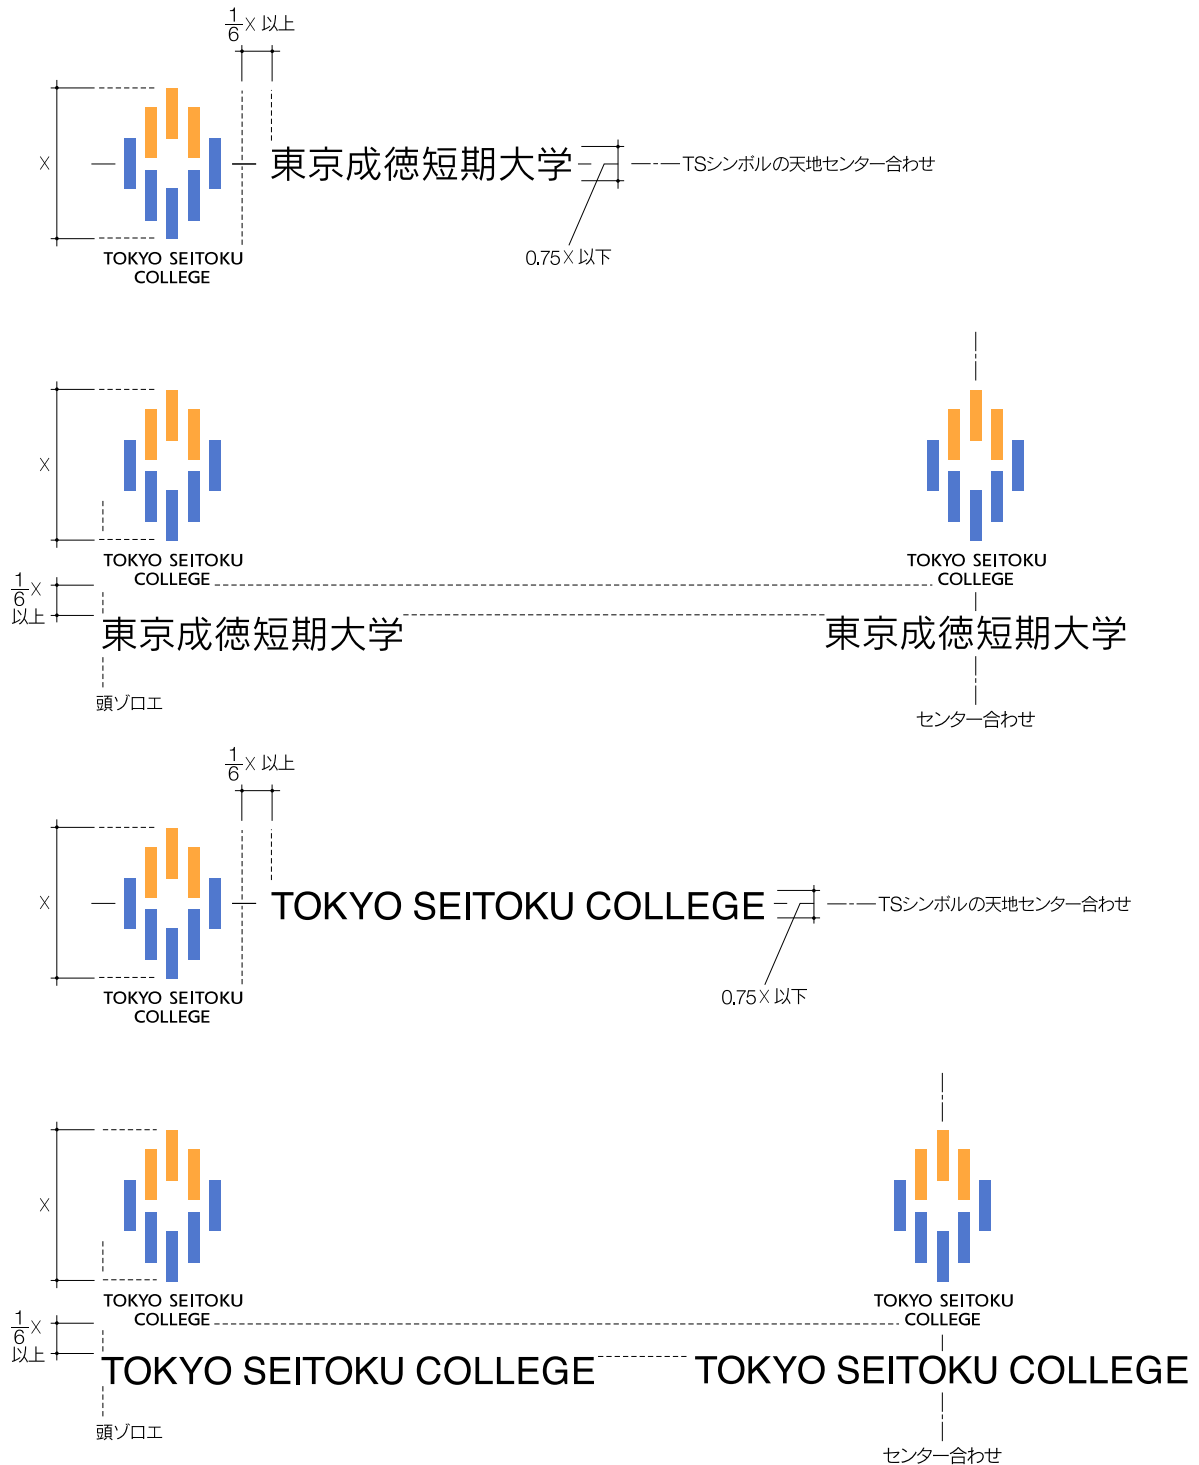 1/6 X 以上
X
東京成徳短期大学
TSシンボルの天地センター合わせ
0.75X 以下
TOKYO SEITOKU
COLLEGE
X
TOKYO SEITOKU
COLLEGE
TOKYO SEITOKU
COLLEGE
1/6 X
以上
東京成徳短期大学
東京成徳短期大学
頭ゾロエ
センター合わせ
1/6 X 以上
X
TOKYO SEITOKU COLLEGE
TSシンボルの天地センター合わせ
0.75X 以下
TOKYO SEITOKU
COLLEGE
X
TOKYO SEITOKU
COLLEGE
TOKYO SEITOKU
COLLEGE
1/6 X
以上
TOKYO SEITOKU COLLEGE
TOKYO SEITOKU COLLEGE
頭ゾロエ
センター合わせ